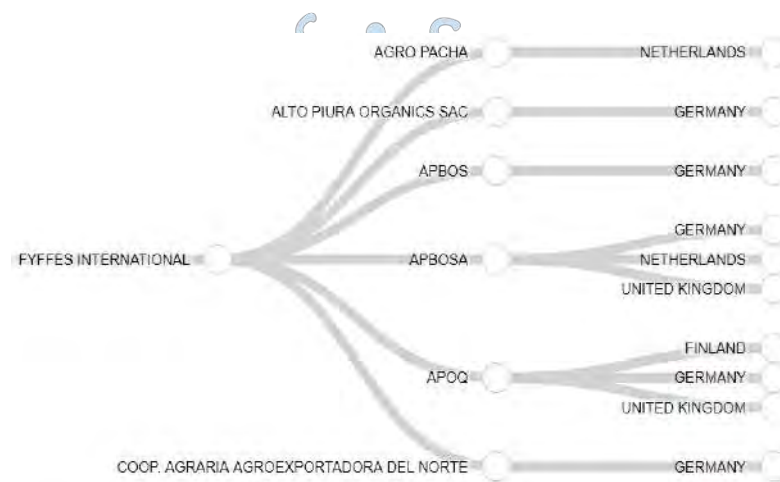 AGRO PACHA NETHERLANDS
ALTO PIURA ORGANICS SAC GERMANY
APBOS GERMANY
GERMANY
FYFFES INTERNATIONAL APBOSA NETHERLANDS
UNITED KINGDOM
FINLAND
APOQ GERMANY
UNITED KINGDOM
COOP. AGRARIA AGROEXPORTADORA DEL NORTE GERMANY